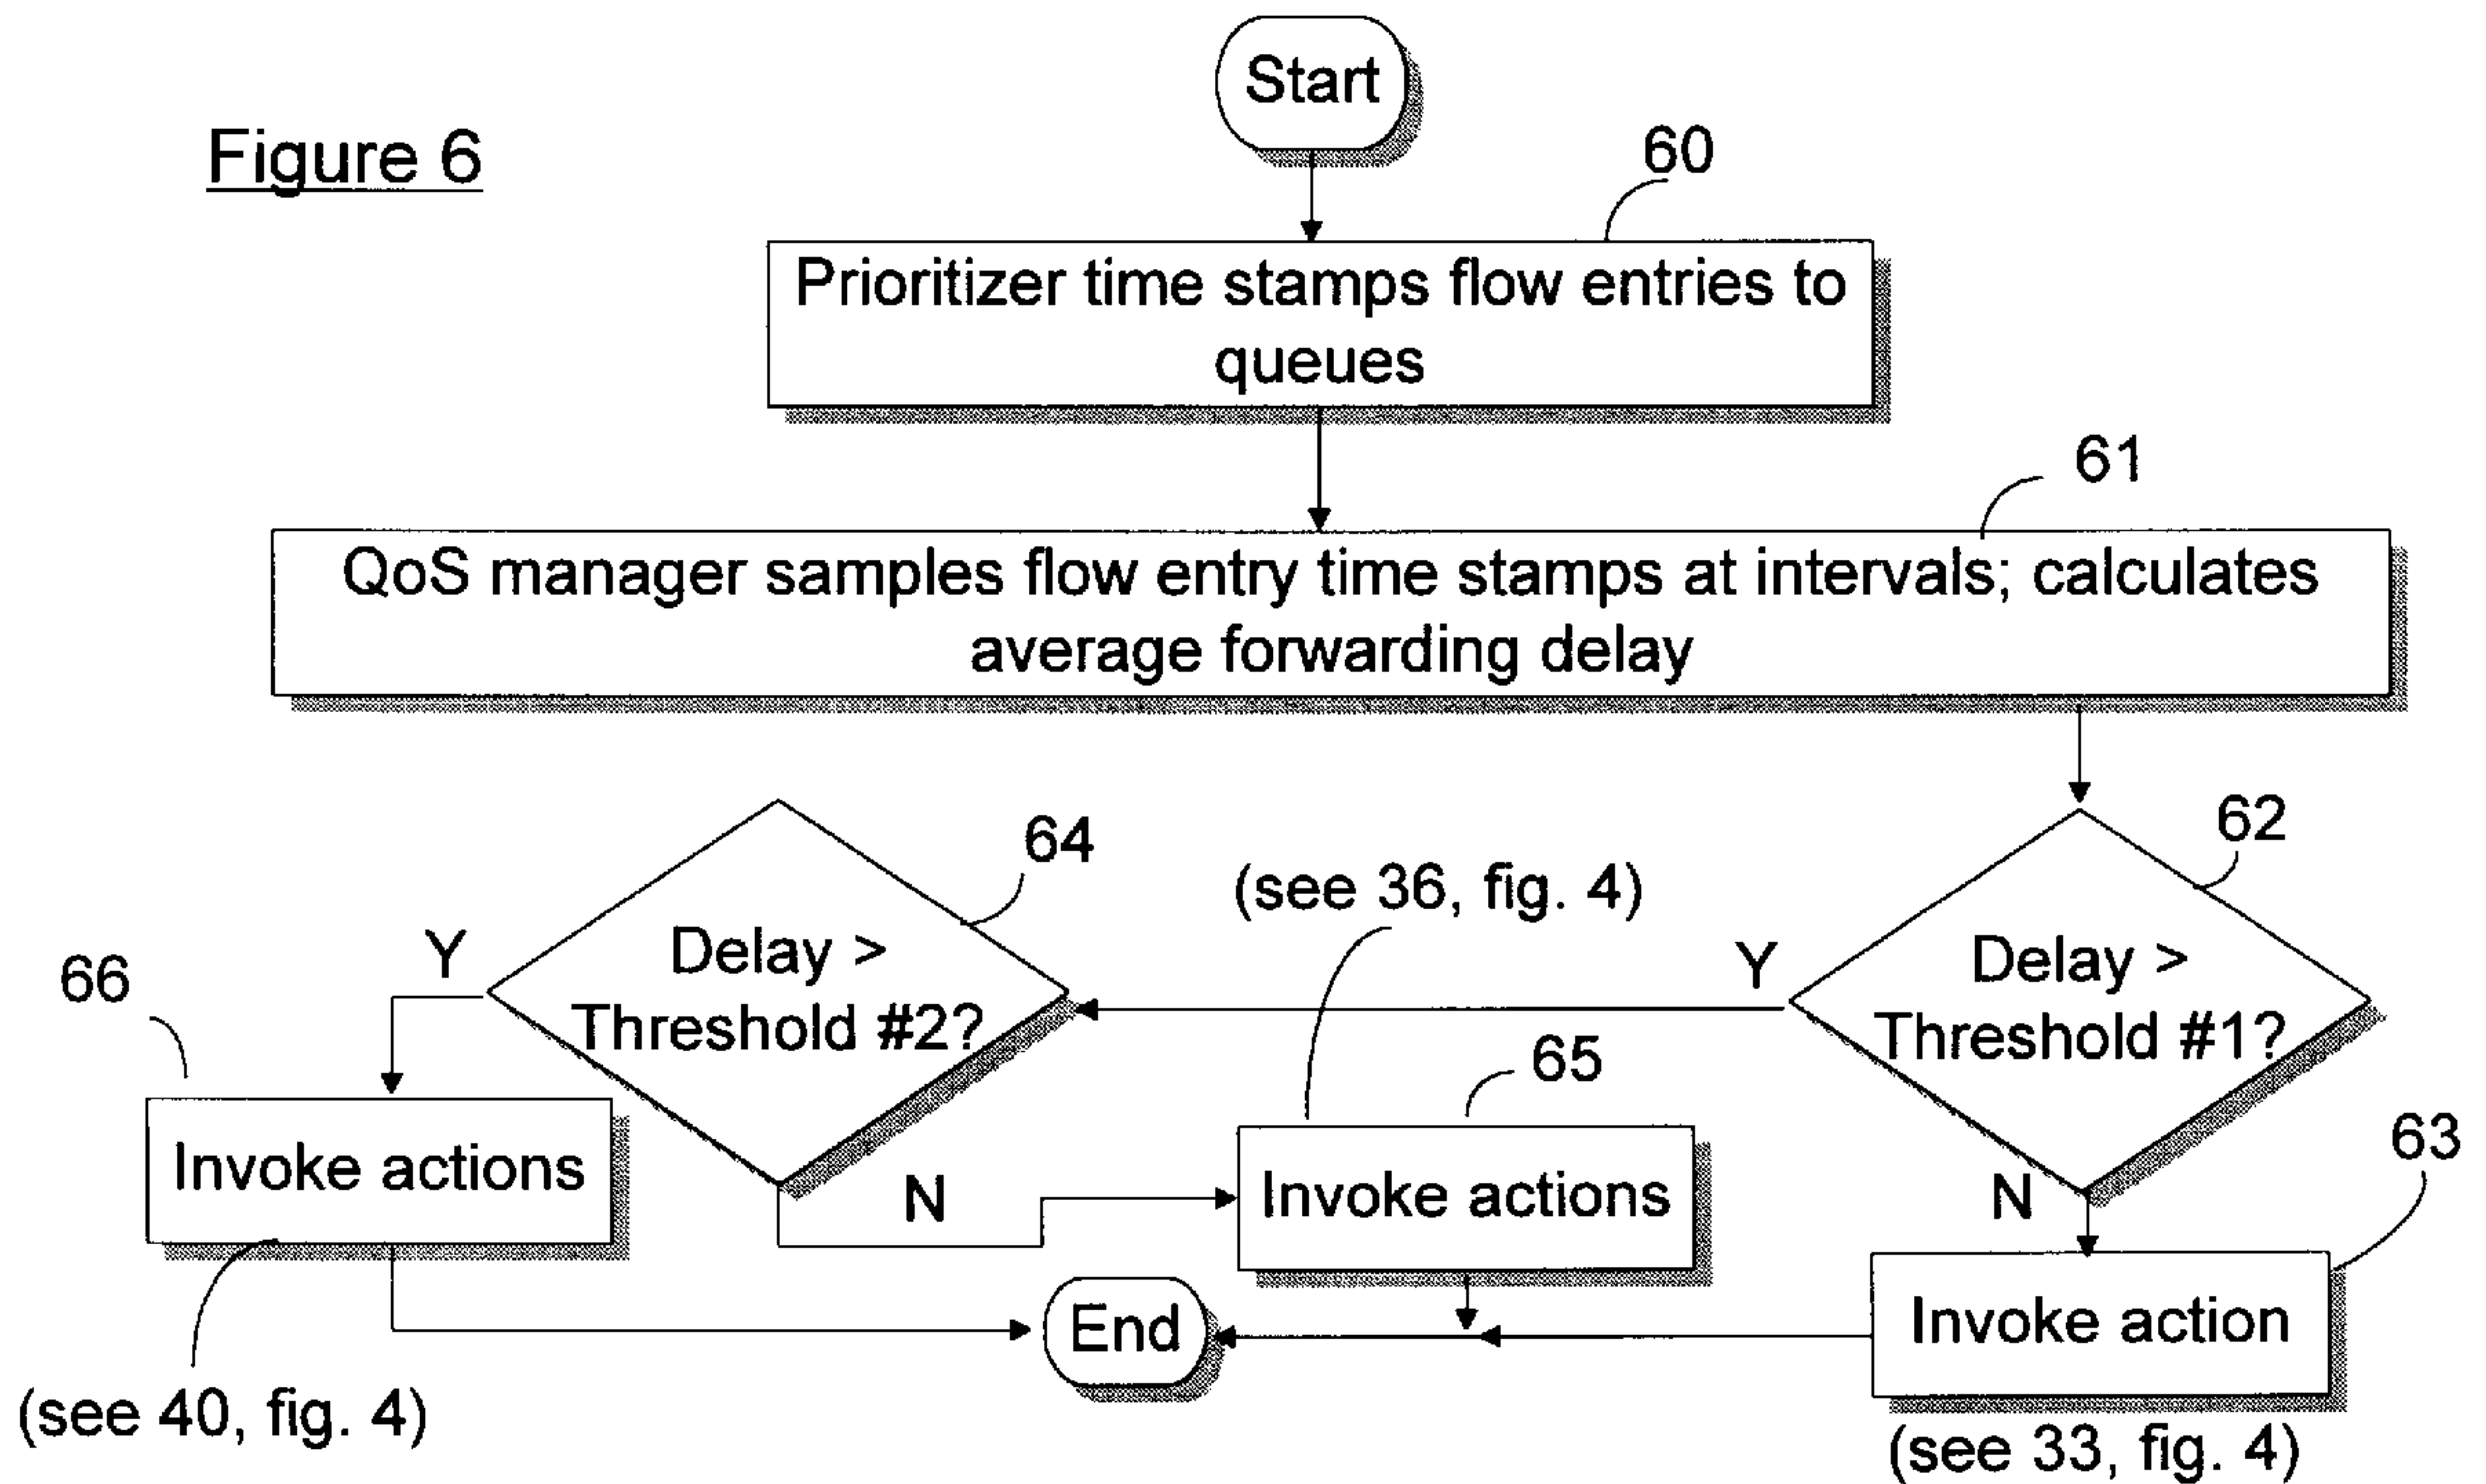 Start
Figure 6
60
Prioritizer time stamps flow entries to
queues
61
QoS manager samples flow entry time stamps at intervals; calculates
average forwarding delay
62
Delay >
Threshold #1?
Y
N
64
Delay >
Threshold #2?
Y
N
(see 36, fig. 4)
65
Invoke actions
66
Invoke actions
(see 40, fig. 4)
63
Invoke action
(see 33, fig. 4)
End